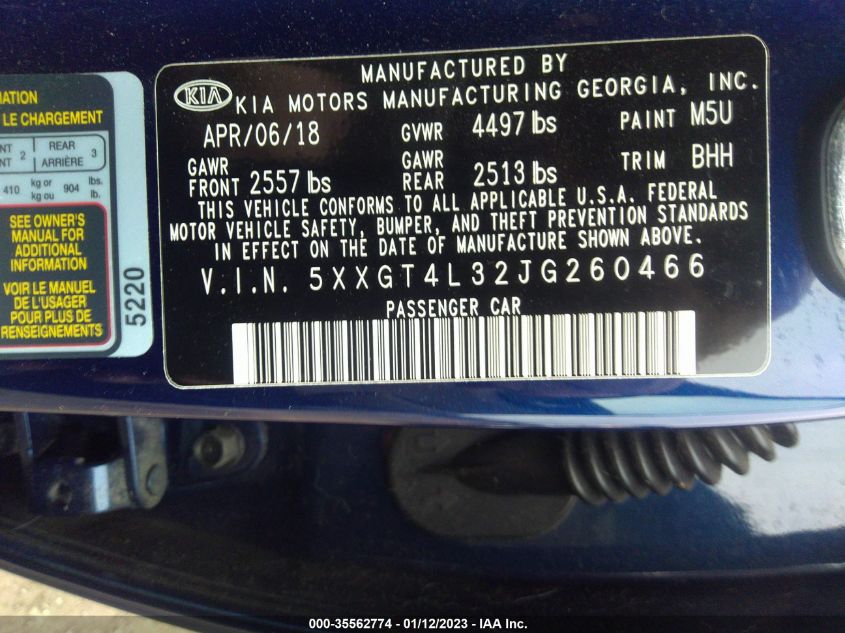 MANUFACTURED BY
KIA KIA MOTORS MANUFACTURING GEORGIA, INC.
APR/06/18 GVWR 4497 lbs PAINT M5U
GAWR FRONT 2557 lbs GAWR REAR 2513 lbs TRIM BHH
THIS VEHICLE CONFORMS TO ALL APPLICABLE U.S.A. FEDERAL
MOTOR VEHICLE SAFETY, BUMPER, AND THEFT PREVENTION STANDARDS
IN EFFECT ON THE DATE OF MANUFACTURE SHOWN ABOVE.
V.I.N. 5XXGT4L32JG260466
PASSENGER CAR
LE CHARGEMENT
2 REAR
ARRIÈRE 3
410 kg or 904 lbs.
kg ou lb.
SEE OWNER'S
MANUAL FOR
ADDITIONAL
INFORMATION
VOIR LE MANUEL
DE L'USAGER
POUR PLUS DE
RENSEIGNEMENTS
5220
000-35562774 - 01/12/2023 - IAA Inc.